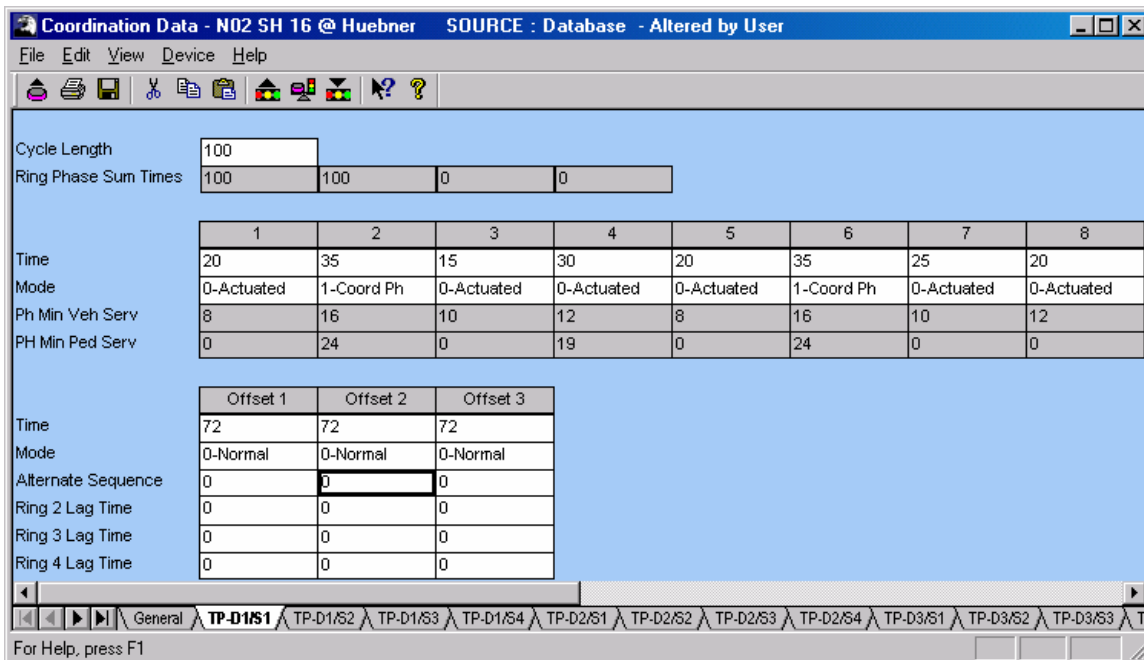 Coordination Data - N02 SH 16 @ Huebner SOURCE : Database - Altered by User
File Edit View Device Help
Cycle Length 100
Ring Phase Sum Times 100 100 0 0
1 2 3 4 5 6 7 8
Time 20 35 15 30 20 35 25 20
Mode 0-Actuated 1-Coord Ph 0-Actuated 0-Actuated 0-Actuated 1-Coord Ph 0-Actuated 0-Actuated
Ph Min Veh Serv 8 16 10 12 8 16 10 12
PH Min Ped Serv 0 24 0 19 0 24 0 0
Offset 1 Offset 2 Offset 3
Time 72 72 72
Mode 0-Normal 0-Normal 0-Normal
Alternate Sequence 0 0 0
Ring 2 Lag Time 0 0 0
Ring 3 Lag Time 0 0 0
Ring 4 Lag Time 0 0 0
General TP-D1/S1 TP-D1/S2 TP-D1/S3 TP-D1/S4 TP-D2/S1 TP-D2/S2 TP-D2/S3 TP-D2/S4 TP-D3/S1 TP-D3/S2 TP-D3/S3 T
For Help, press F1